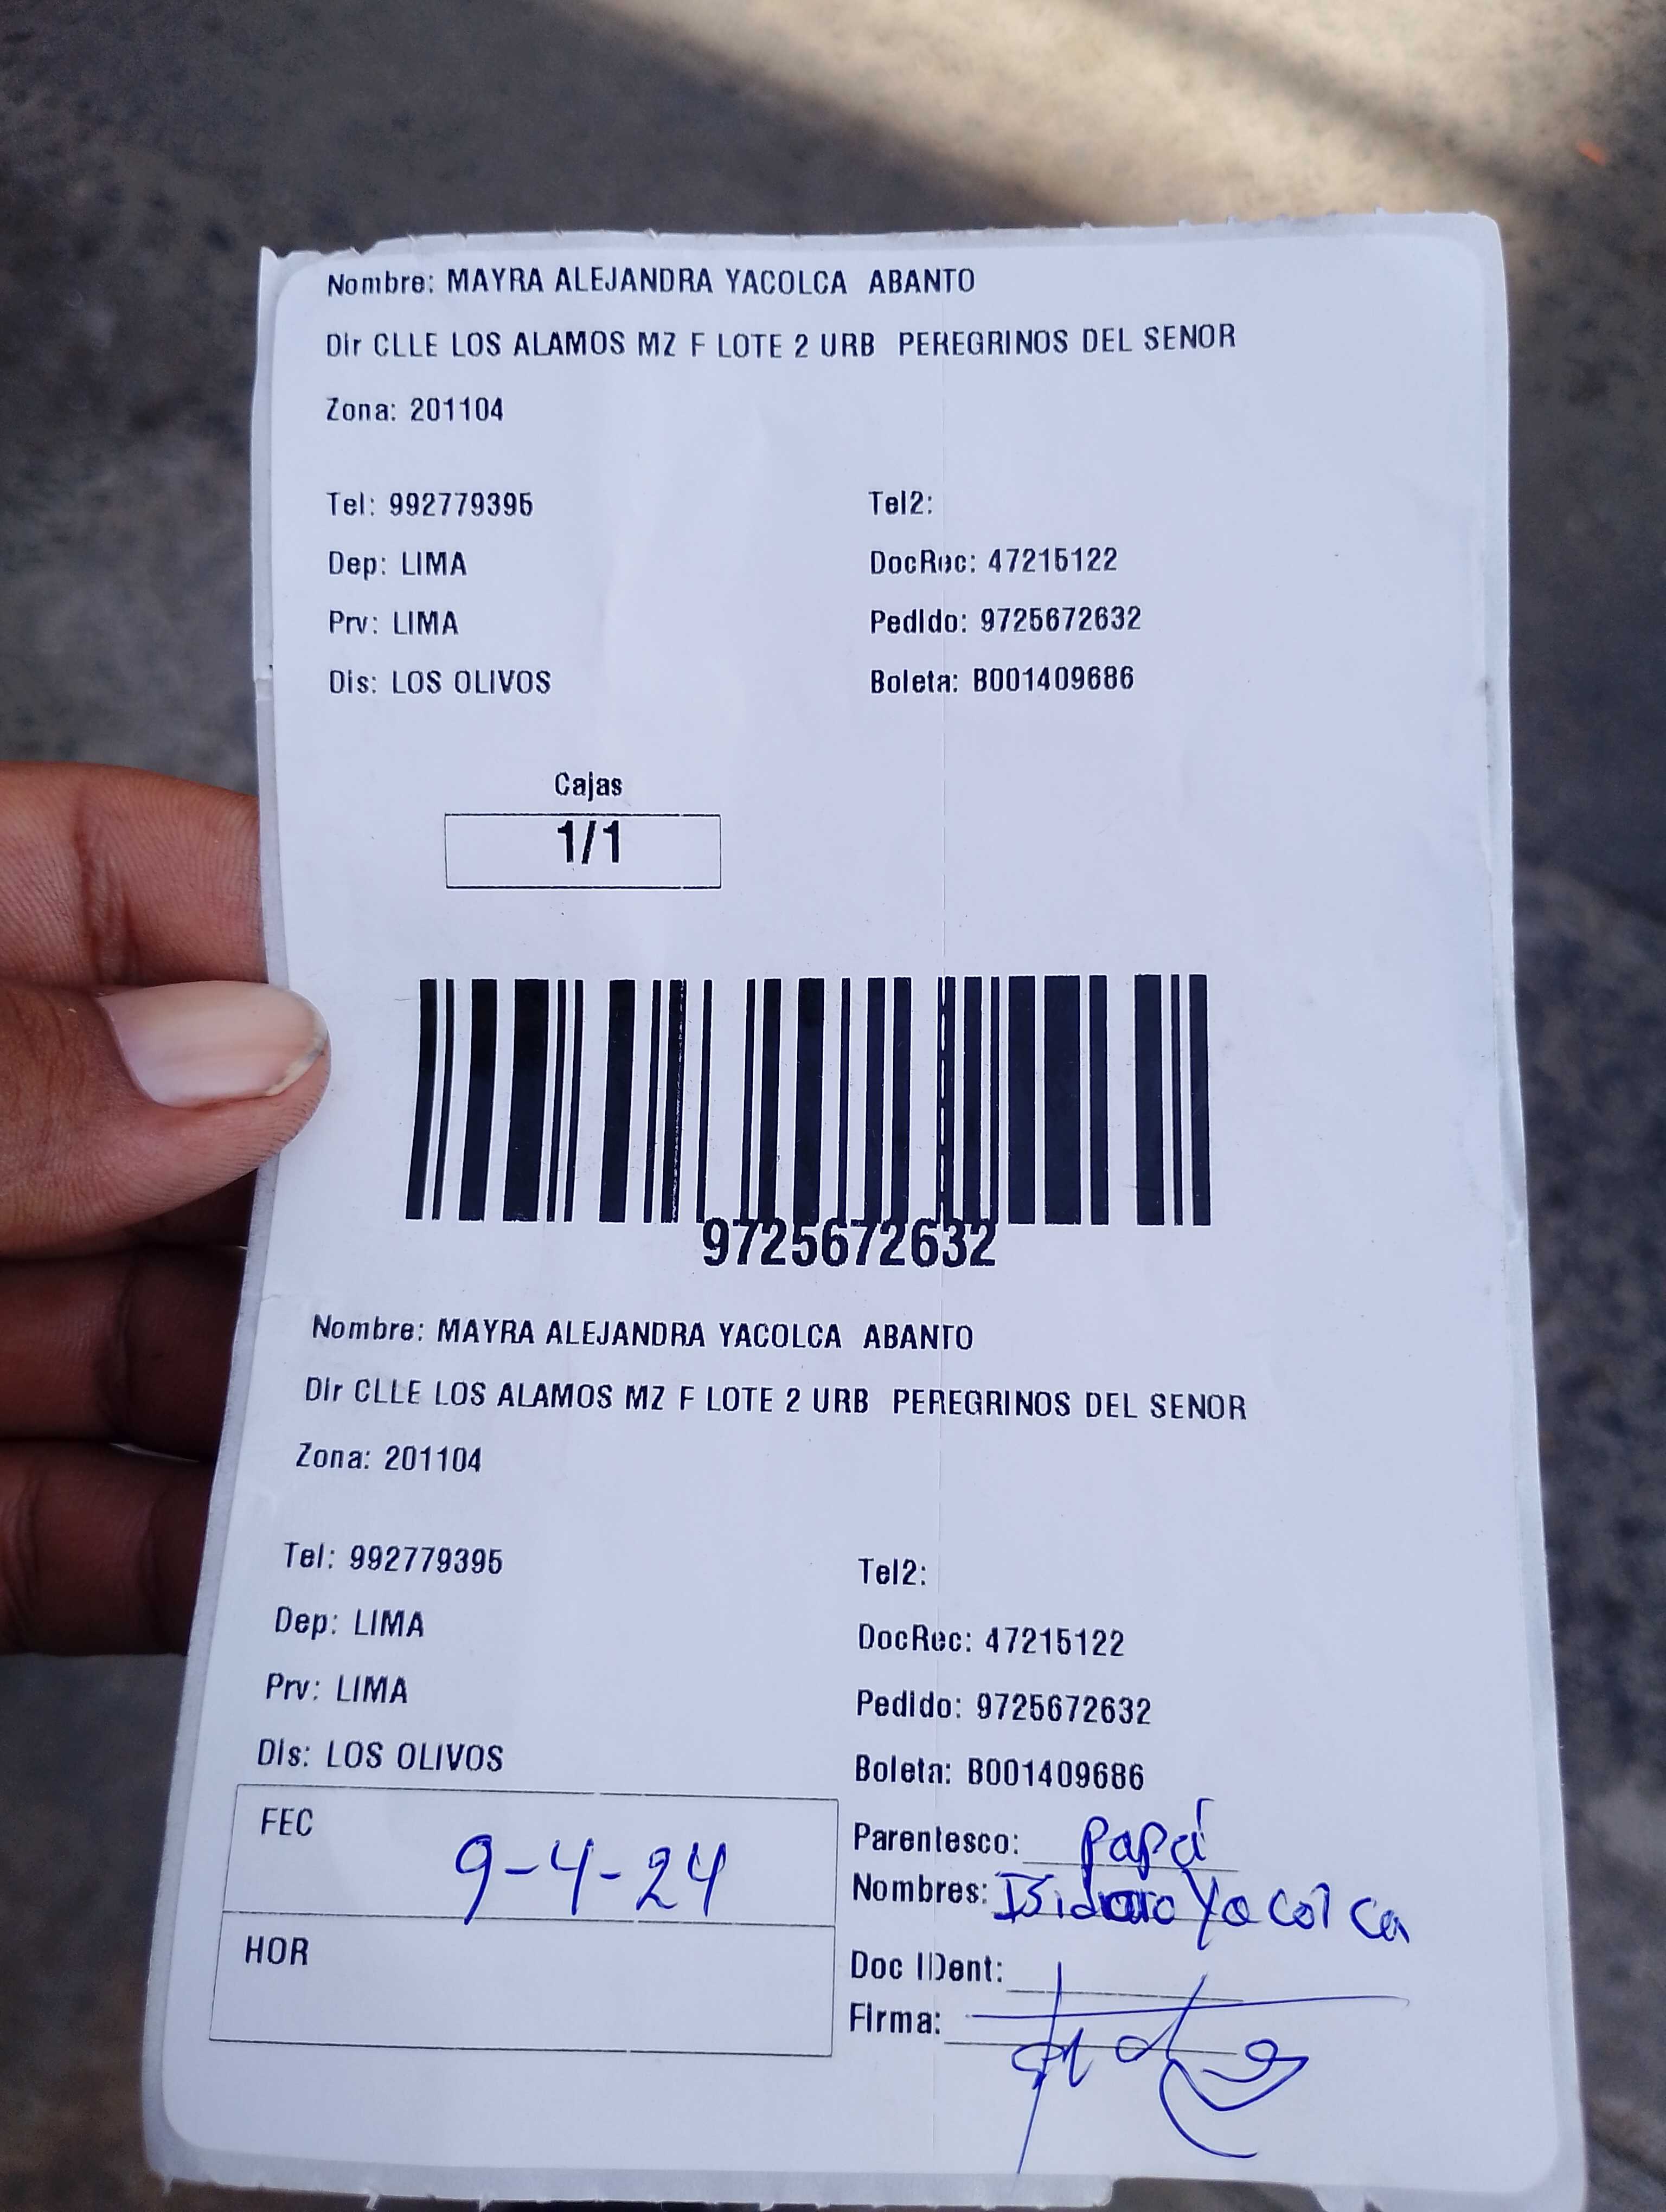 Nombre: MAYRA ALEJANDRA YACOLCA ABANTO
Dir CLLE LOS ALAMOS MZ F LOTE 2 URB PEREGRINOS DEL SENOR
Zona: 201104
Tel: 992779395
Tel2:
Dep: LIMA
DocRec: 47215122
Prv: LIMA
Pedido: 9725672632
Dis: LOS OLIVOS
Boleta: B001409686
Cajas
1/1
9725672632
Nombre: MAYRA ALEJANDRA YACOLCA ABANTO
Dir CLLE LOS ALAMOS MZ F LOTE 2 URB PEREGRINOS DEL SENOR
Zona: 201104
Tel: 992779395
Tel2:
Dep: LIMA
DocRec: 47215122
Prv: LIMA
Pedido: 9725672632
Dis: LOS OLIVOS
Boleta: B001409686
FEC 9-4-24
Parentesco: Papá
Nombres: Isidoro Yacolca
HOR
Doc IDent:
Firma: